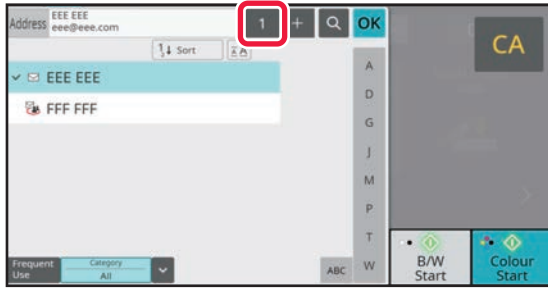 Address
EEE EEE
eee@eee.com
1
+
OK
CA
Sort
EEE EEE
FFF FFF
A
D
G
J
M
P
T
W
Frequent
Use
Category
All
ABC
B/W
Start
Colour
Start